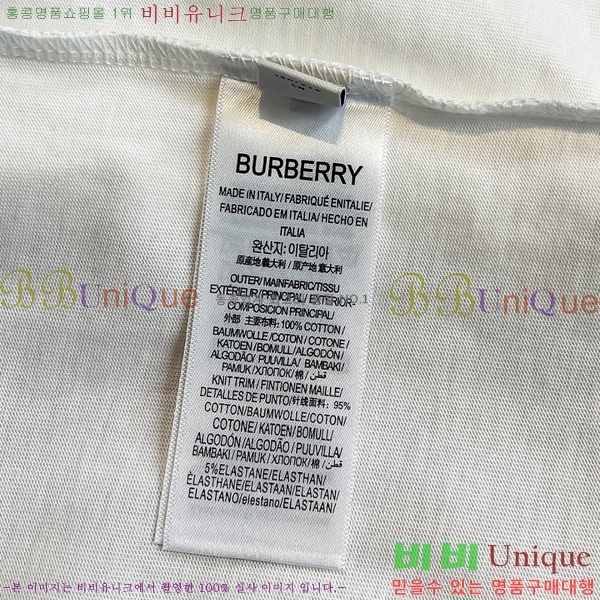 홍콩명품쇼핑몰 1위 비비유니크명품구매대행
BURBERRY
MADE IN ITALY/ FABRIQUÉ ENITALIE/
FABRICADO EM ITALIA/ HECHO EN
ITALIA
완산지: 이탈리아
原産地義大利 / 原产地 意大利
OUTER/ MAINFABRIC/TISSU
EXTÉRIEUR/PRINCIPAL/ EXTERIOR
BBUniQue
BBUniQue
COMPOSICIÓN PRINCIPAL/
外部 主要布料: 100% COTTON /
BAUMWOLLE /COTON / COTONE /
KATOEN / BOMULL/ ALGODÓN/
ALGODÃO/ PUUVILLA/ BAMBAKI/
PAMUK / ХЛОПОК/ 棉 / قطن/
KNIT TRIM / FINTIONEN MAILLE/
DETALLES DE PUNTO/针线面料: 95%
COTTON/BAUMWOLLE/COTON/
COTONE/ KATOEN/ BOMULL/
ALGODÓN / ALGODÃO / PUUVILLA/
BAMBAKI / PAMUK / ХЛОПОК/ 棉/ قطن/
5%ELASTANE/ELASTHAN/
ÉLASTHANE/ELASTAAN/ELASTAN/
ELASTANO/elestano/ELASTAAN/
비비 Unique
-본 이미지는 비비유니크에서 촬영한 100% 실사 이미지 입니다.-
믿을수 있는 명품구매대행